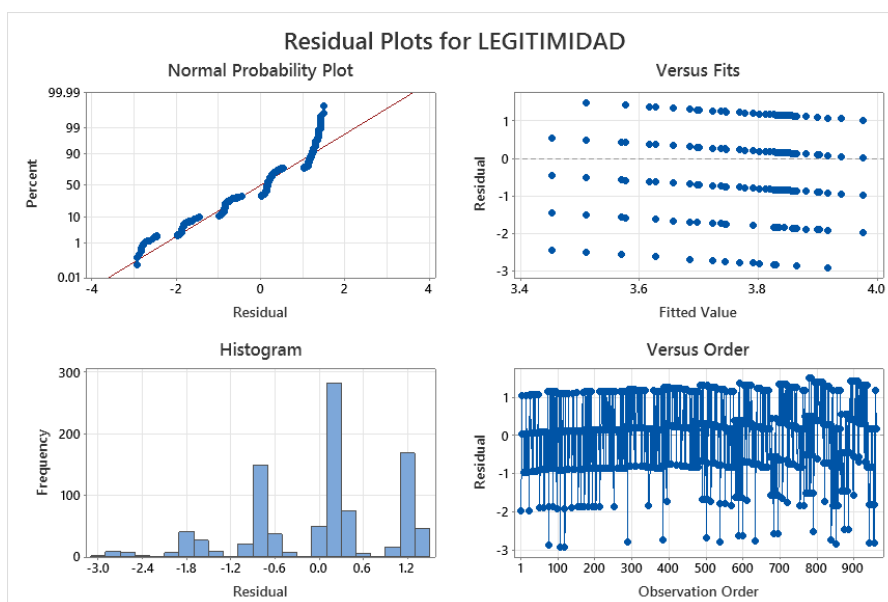 Residual Plots for LEGITIMIDAD
Normal Probability Plot
99.99
99
90
50
10
1
0.01
-4 -2 0 2 4
Percent
Residual
Versus Fits
1
0
-1
-2
-3
3.4 3.6 3.8 4.0
Residual
Fitted Value
Histogram
300
200
100
0
-3.0 -2.4 -1.8 -1.2 -0.6 0.0 0.6 1.2
Frequency
Residual
Versus Order
1
0
-1
-2
-3
1 100 200 300 400 500 600 700 800 900
Residual
Observation Order